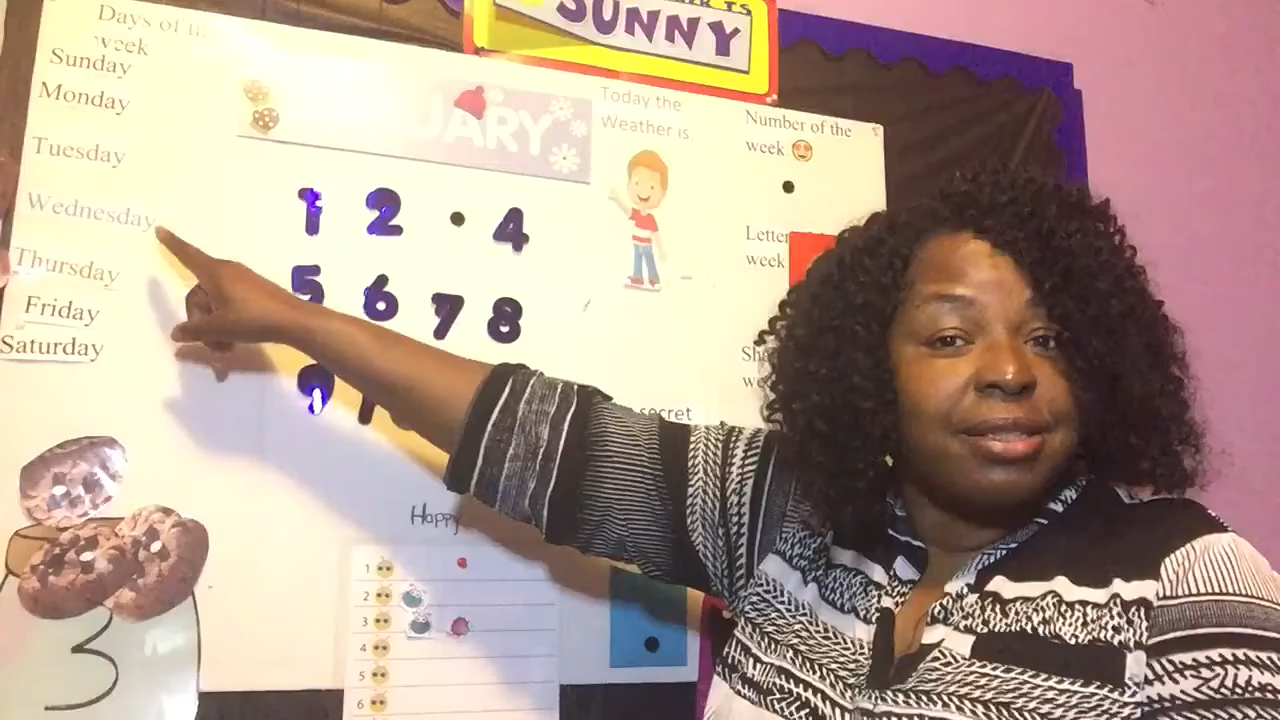 Days of
week
Sunday
Monday
Tuesday
Wednesday
Thursday
Friday
Saturday
SUNNY
UARY
Today the
Weather is
Number of the
week
Letter
week
1 2 4
5 6 7 8
9
secret
Happy
3
1
2
3
4
5
6